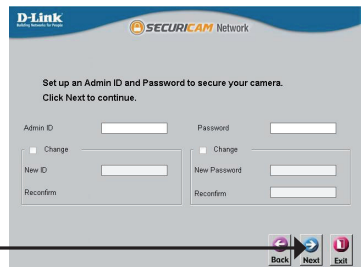 D-Link
Building Networks for People
SECURICAM Network
Set up an Admin ID and Password to secure your camera.
Click Next to continue.
Admin ID
Password
Change
Change
New ID
New Password
Reconfirm
Reconfirm
Back
Next
Exit